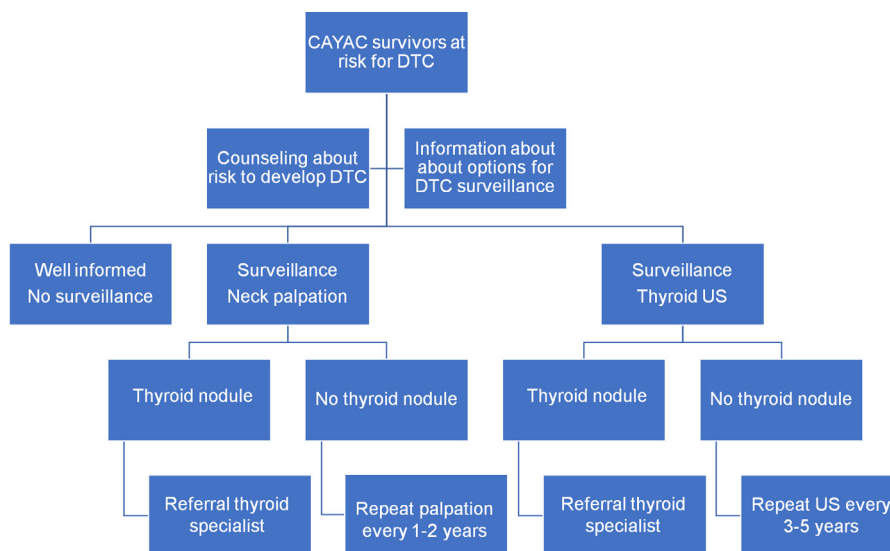 CAYAC survivors at
risk for DTC
Counseling about
risk to develop DTC
Information about
about options for
DTC surveillance
Well informed
No surveillance
Surveillance
Neck palpation
Surveillance
Thyroid US
Thyroid nodule
No thyroid nodule
Thyroid nodule
No thyroid nodule
Referral thyroid
specialist
Repeat palpation
every 1-2 years
Referral thyroid
specialist
Repeat US every
3-5 years